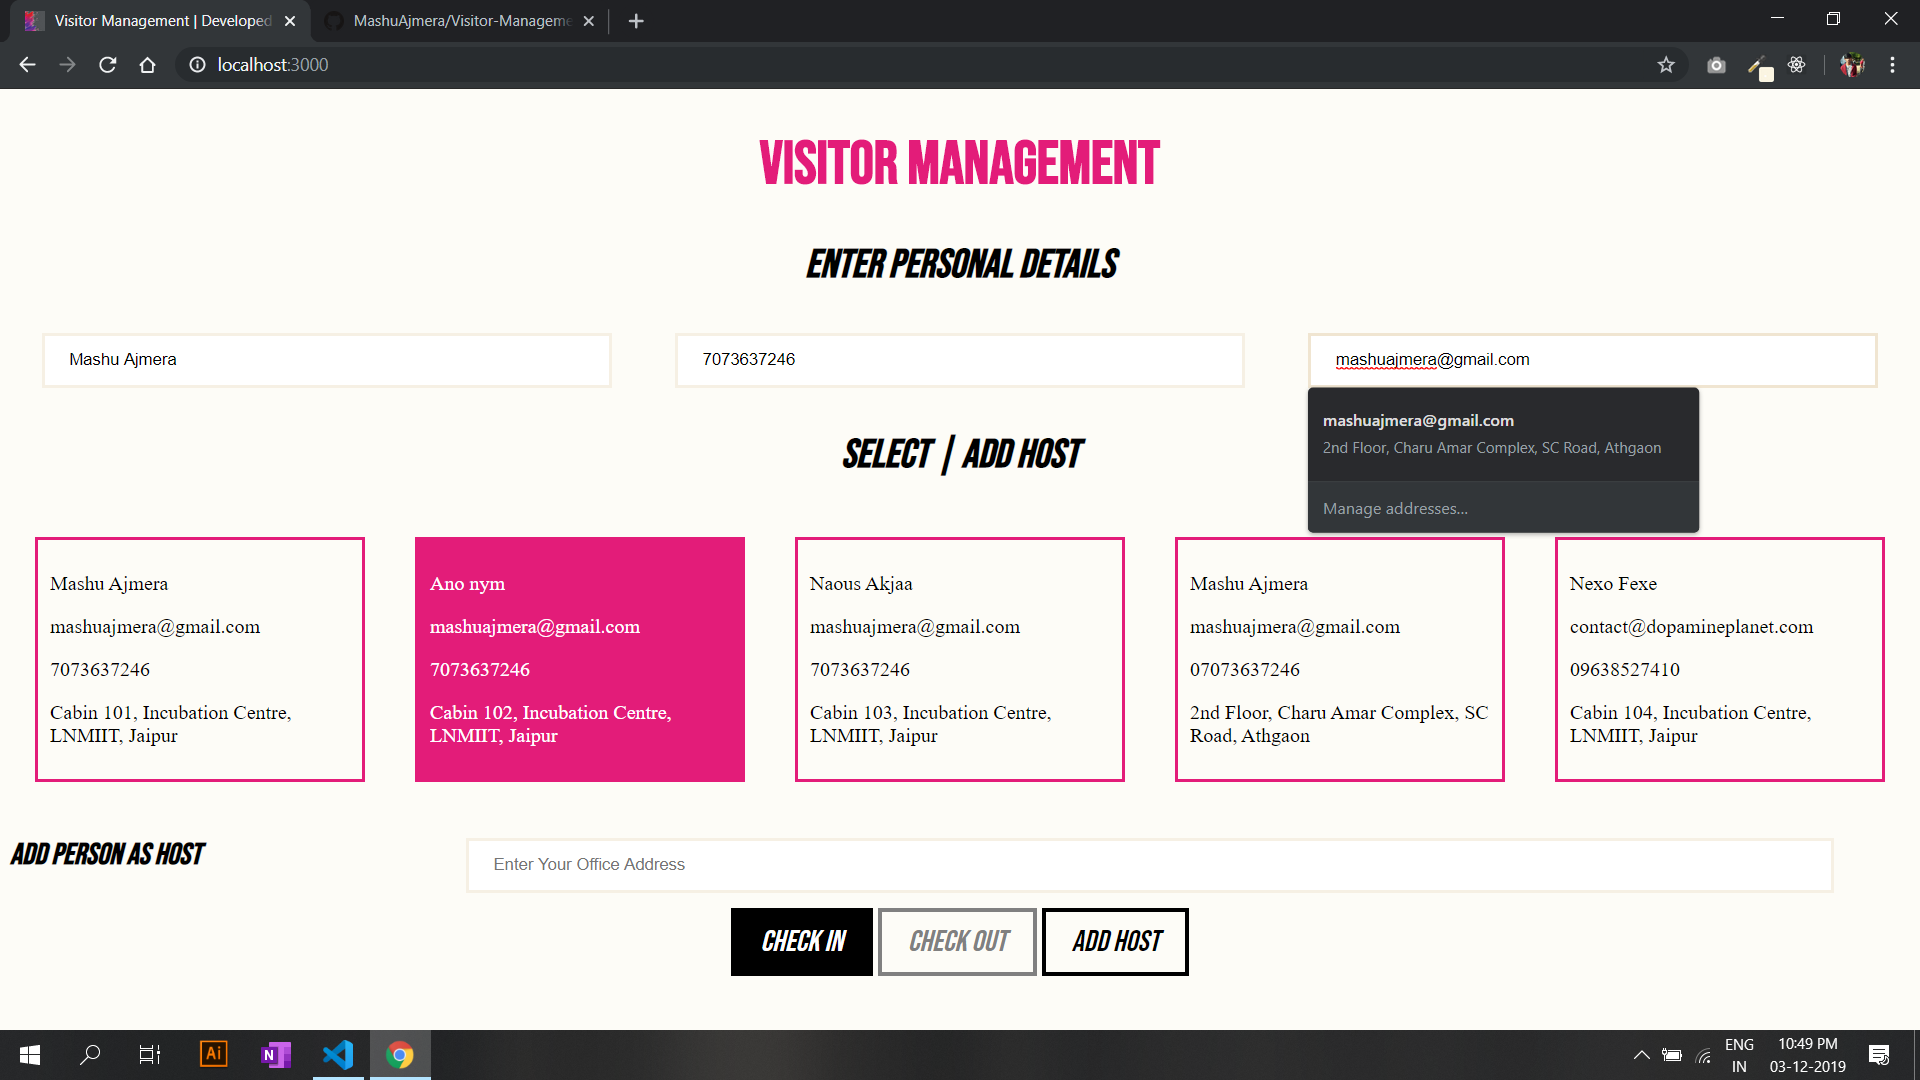 Visitor Management | Developed
MashuAjmera/Visitor-Manageme
localhost:3000
VISITOR MANAGEMENT
ENTER PERSONAL DETAILS
Mashu Ajmera
7073637246
mashuajmera@gmail.com
mashuajmera@gmail.com
2nd Floor, Charu Amar Complex, SC Road, Athgaon
Manage addresses...
SELECT | ADD HOST
Mashu Ajmera
mashuajmera@gmail.com
7073637246
Cabin 101, Incubation Centre,
LNMIIT, Jaipur
Ano nym
mashuajmera@gmail.com
7073637246
Cabin 102, Incubation Centre,
LNMIIT, Jaipur
Naous Akjaa
mashuajmera@gmail.com
7073637246
Cabin 103, Incubation Centre,
LNMIIT, Jaipur
Mashu Ajmera
mashuajmera@gmail.com
07073637246
2nd Floor, Charu Amar Complex, SC
Road, Athgaon
Nexo Fexe
contact@dopamineplanet.com
09638527410
Cabin 104, Incubation Centre,
LNMIIT, Jaipur
ADD PERSON AS HOST
Enter Your Office Address
CHECK IN
CHECK OUT
ADD HOST
Ai
N
ENG
IN
10:49 PM
03-12-2019